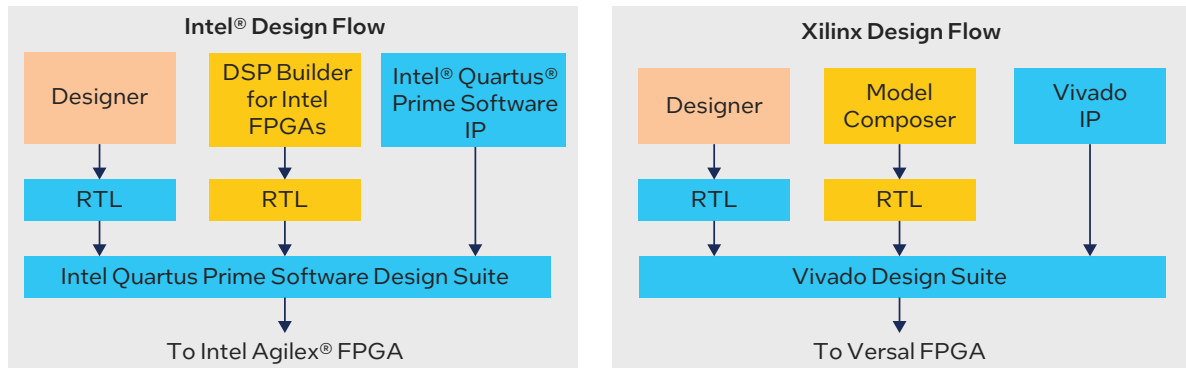 Intel® Design Flow
Designer
DSP Builder
for Intel
FPGAs
Intel® Quartus®
Prime Software
IP
RTL
RTL
Intel Quartus Prime Software Design Suite
To Intel Agilex® FPGA
Xilinx Design Flow
Designer
Model
Composer
Vivado
IP
RTL
RTL
Vivado Design Suite
To Versal FPGA